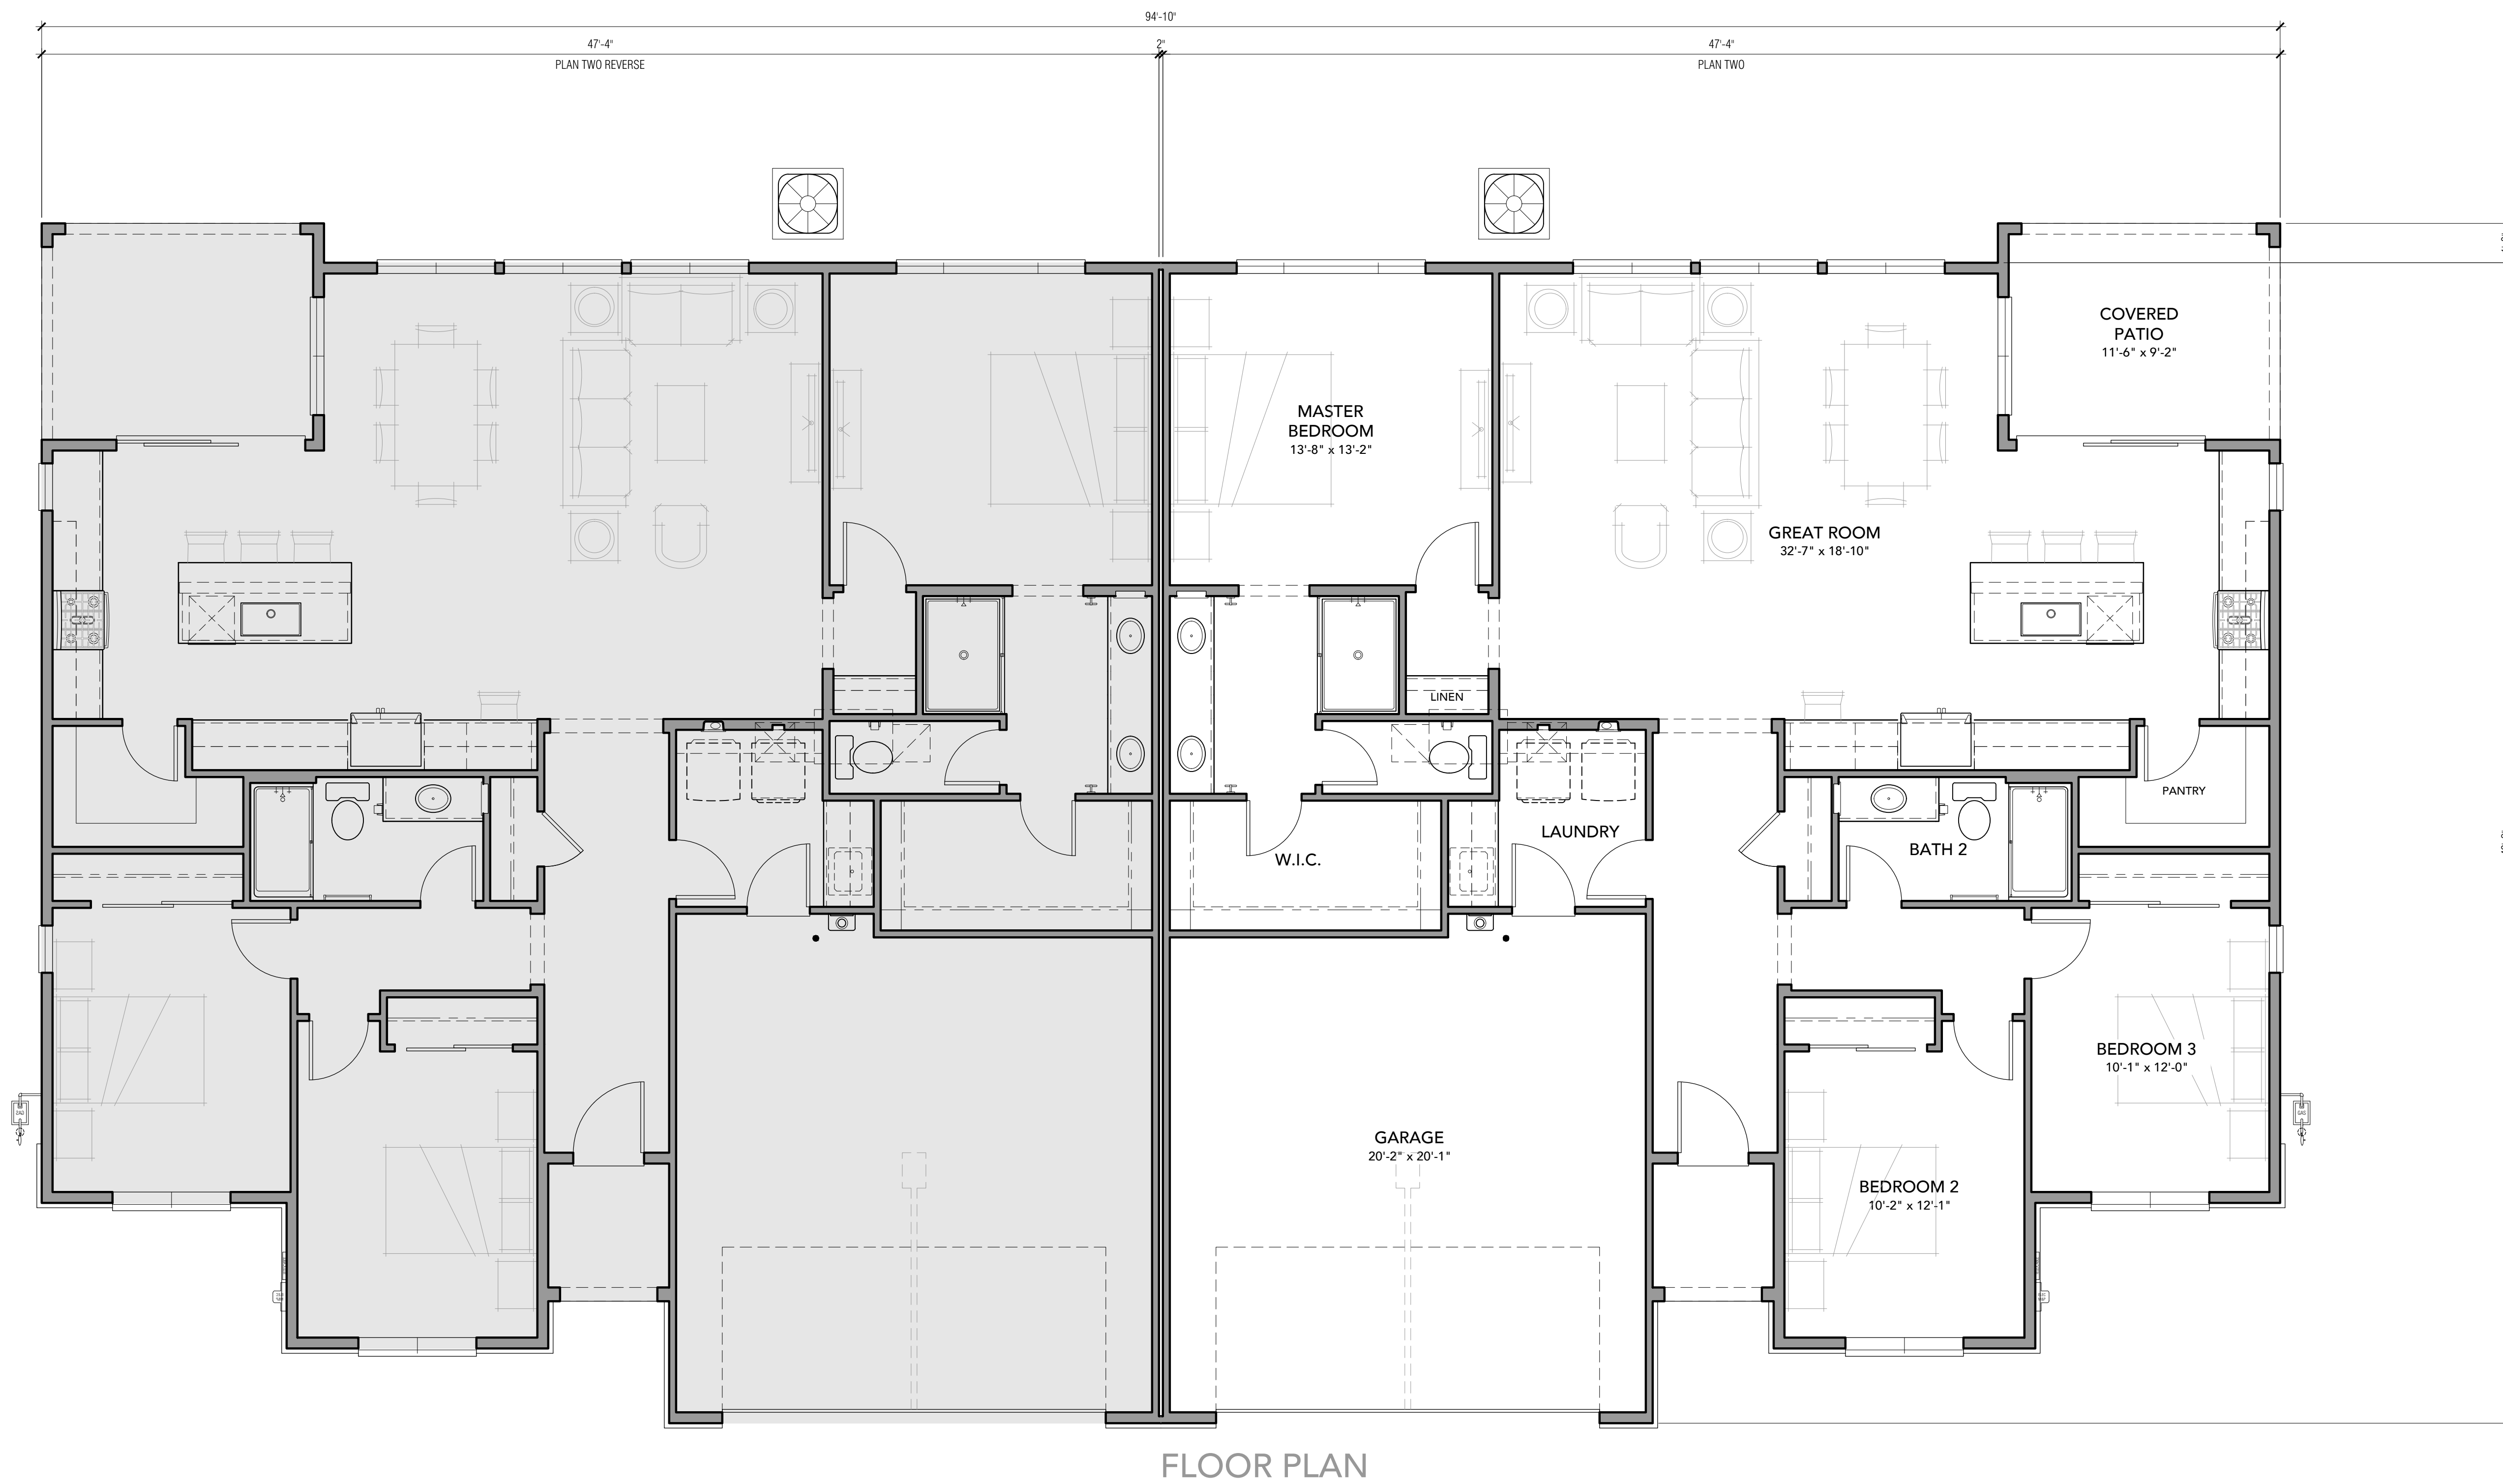 94'-10"
47'-4"
2"
47'-4"
PLAN TWO REVERSE
PLAN TWO
COVERED
PATIO
11'-6" x 9'-2"
MASTER
BEDROOM
13'-8" x 13'-2"
GREAT ROOM
32'-7" x 18'-10"
LINEN
PANTRY
LAUNDRY
BATH 2
W.I.C.
BEDROOM 3
10'-1" x 12'-0"
GAS
GAS
GARAGE
20'-2" x 20'-1"
BEDROOM 2
10'-2" x 12'-1"
FLOOR PLAN